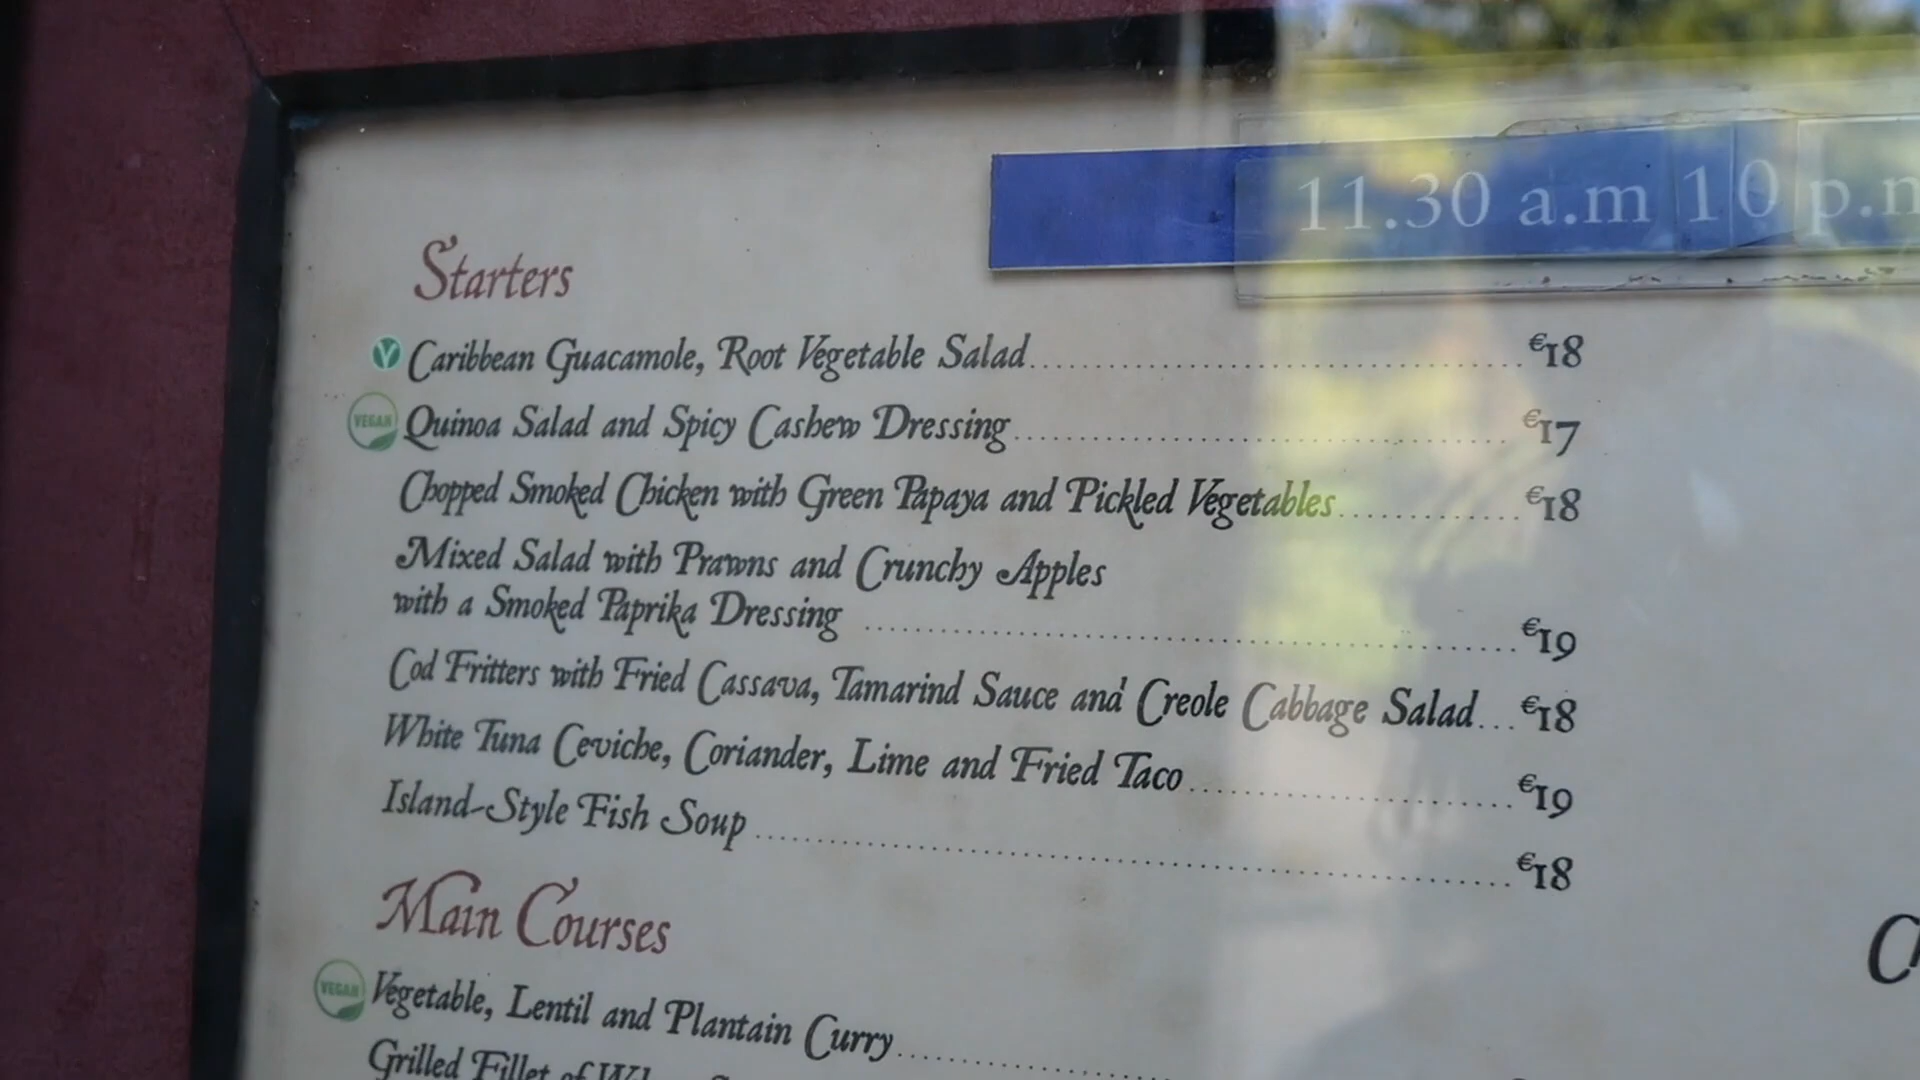 11.30 a.m 10
Starters
V Caribbean Guacamole, Root Vegetable Salad €18
VEGAN Quinoa Salad and Spicy Cashew Dressing €17
Chopped Smoked Chicken with Green Papaya and Pickled Vegetables €18
Mixed Salad with Prawns and Crunchy Apples
with a Smoked Paprika Dressing €19
Cod Fritters with Fried Cassava, Tamarind Sauce and Creole Cabbage Salad €18
White Tuna Ceviche, Coriander, Lime and Fried Taco €19
Island-Style Fish Soup €18
Main Courses
VEGAN Vegetable, Lentil and Plantain Curry
Grilled Fillet of